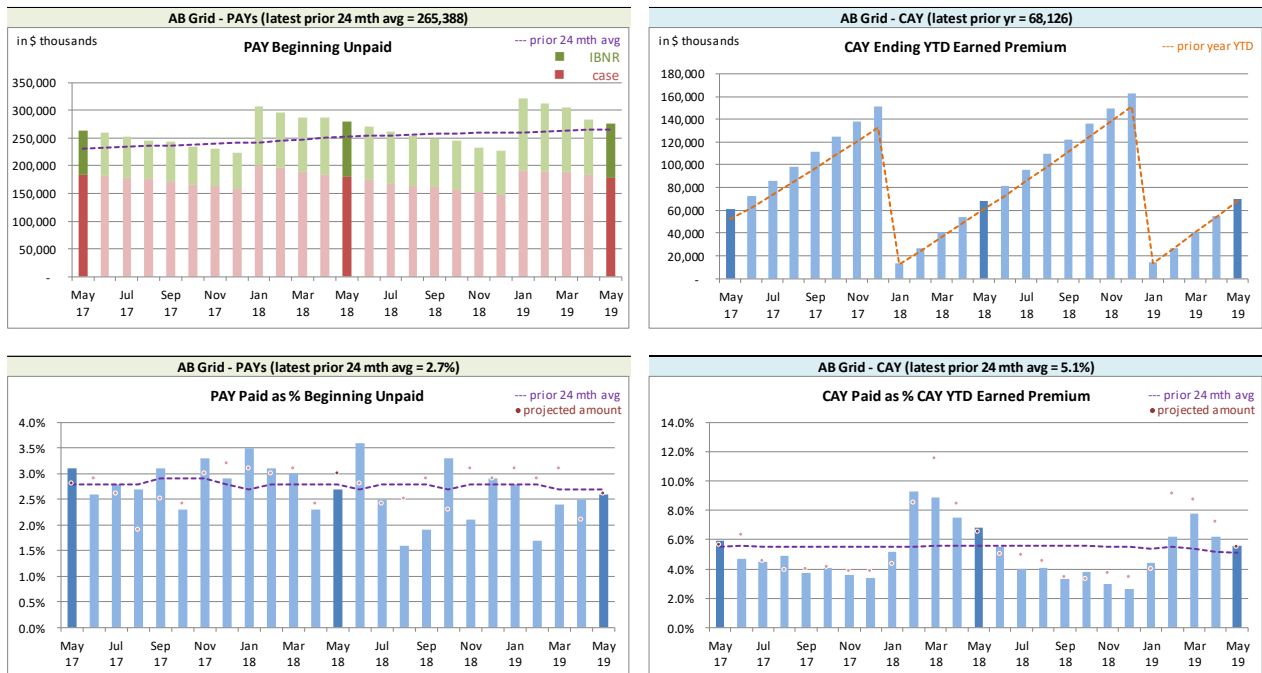 AB Grid - PAYs (latest prior 24 mth avg = 265,388)
in $ thousands
PAY Beginning Unpaid
--- prior 24 mth avg
IBNR
case
350,000
300,000
250,000
200,000
150,000
100,000
50,000
-
May Jul Sep Nov Jan Mar May Jul Sep Nov Jan Mar May
17 17 17 17 18 18 18 18 18 18 19 19 19
AB Grid - CAY (latest prior yr = 68,126)
in $ thousands
CAY Ending YTD Earned Premium
--- prior year YTD
180,000
160,000
140,000
120,000
100,000
80,000
60,000
40,000
20,000
-
May Jul Sep Nov Jan Mar May Jul Sep Nov Jan Mar May
17 17 17 17 18 18 18 18 18 18 19 19 19
AB Grid - PAYs (latest prior 24 mth avg = 2.7%)
PAY Paid as % Beginning Unpaid
--- prior 24 mth avg
• projected amount
4.0%
3.5%
3.0%
2.5%
2.0%
1.5%
1.0%
0.5%
0.0%
May Jul Sep Nov Jan Mar May Jul Sep Nov Jan Mar May
17 17 17 17 18 18 18 18 18 18 19 19 19
AB Grid - CAY (latest prior 24 mth avg = 5.1%)
CAY Paid as % CAY YTD Earned Premium
--- prior 24 mth avg
• projected amount
14.0%
12.0%
10.0%
8.0%
6.0%
4.0%
2.0%
0.0%
May Jul Sep Nov Jan Mar May Jul Sep Nov Jan Mar May
17 17 17 17 18 18 18 18 18 18 19 19 19